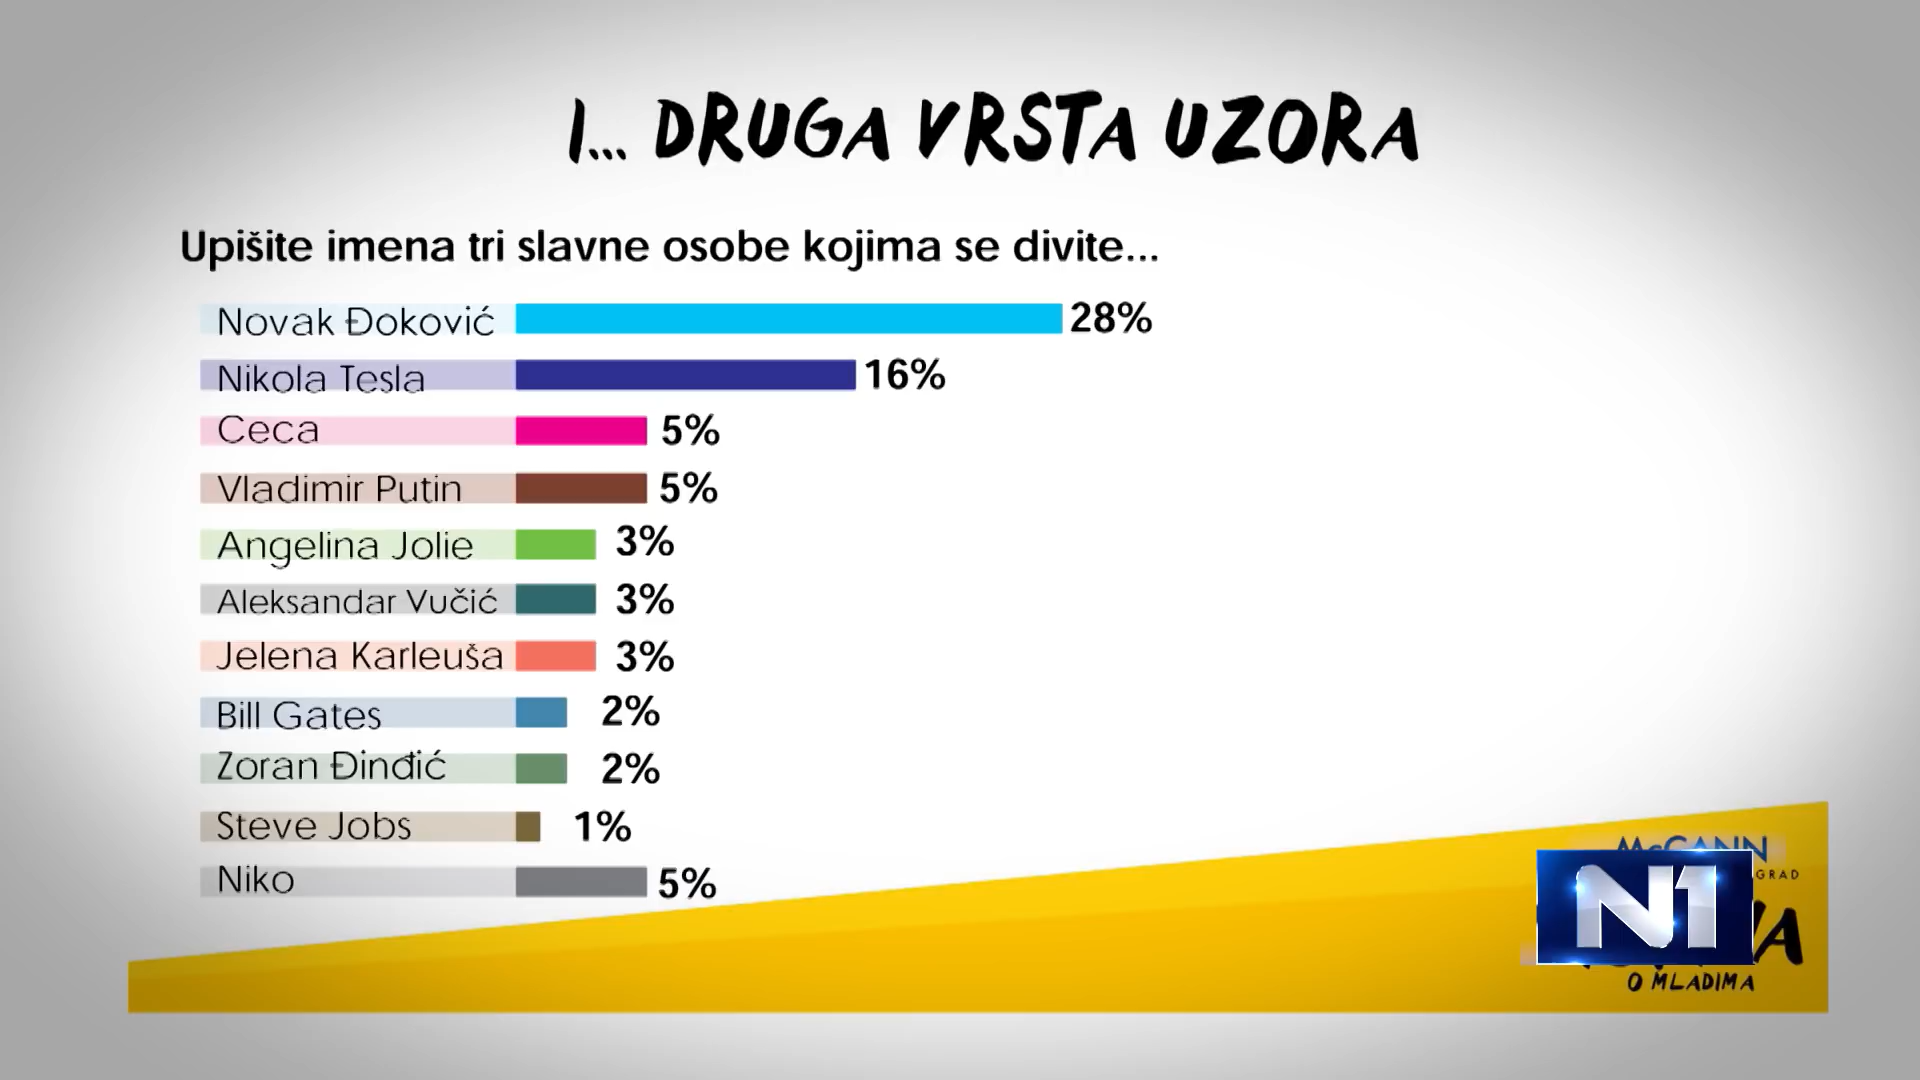 I... DRUGA VRSTA UZORA
Upišite imena tri slavne osobe kojima se divite...
Novak Đoković 28%
Nikola Tesla 16%
Ceca 5%
Vladimir Putin 5%
Angelina Jolie 3%
Aleksandar Vučić 3%
Jelena Karleuša 3%
Bill Gates 2%
Zoran Đinđić 2%
Steve Jobs 1%
Niko 5%
McCANN
GRAD
N1
O MLADIMA